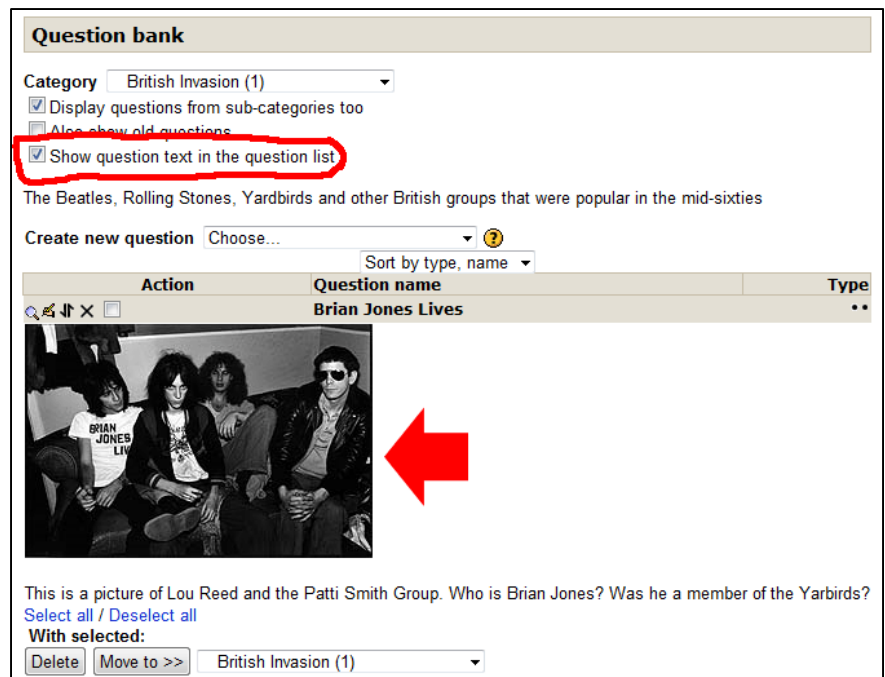 Question bank
Category British Invasion (1)
Display questions from sub-categories too
Also show old questions
Show question text in the question list
The Beatles, Rolling Stones, Yardbirds and other British groups that were popular in the mid-sixties
Create new question Choose... ?
Sort by type, name
Action Question name Type
Brian Jones Lives ••
BRIAN
JONES
LIV
This is a picture of Lou Reed and the Patti Smith Group. Who is Brian Jones? Was he a member of the Yarbirds?
Select all / Deselect all
With selected:
Delete Move to >> British Invasion (1)